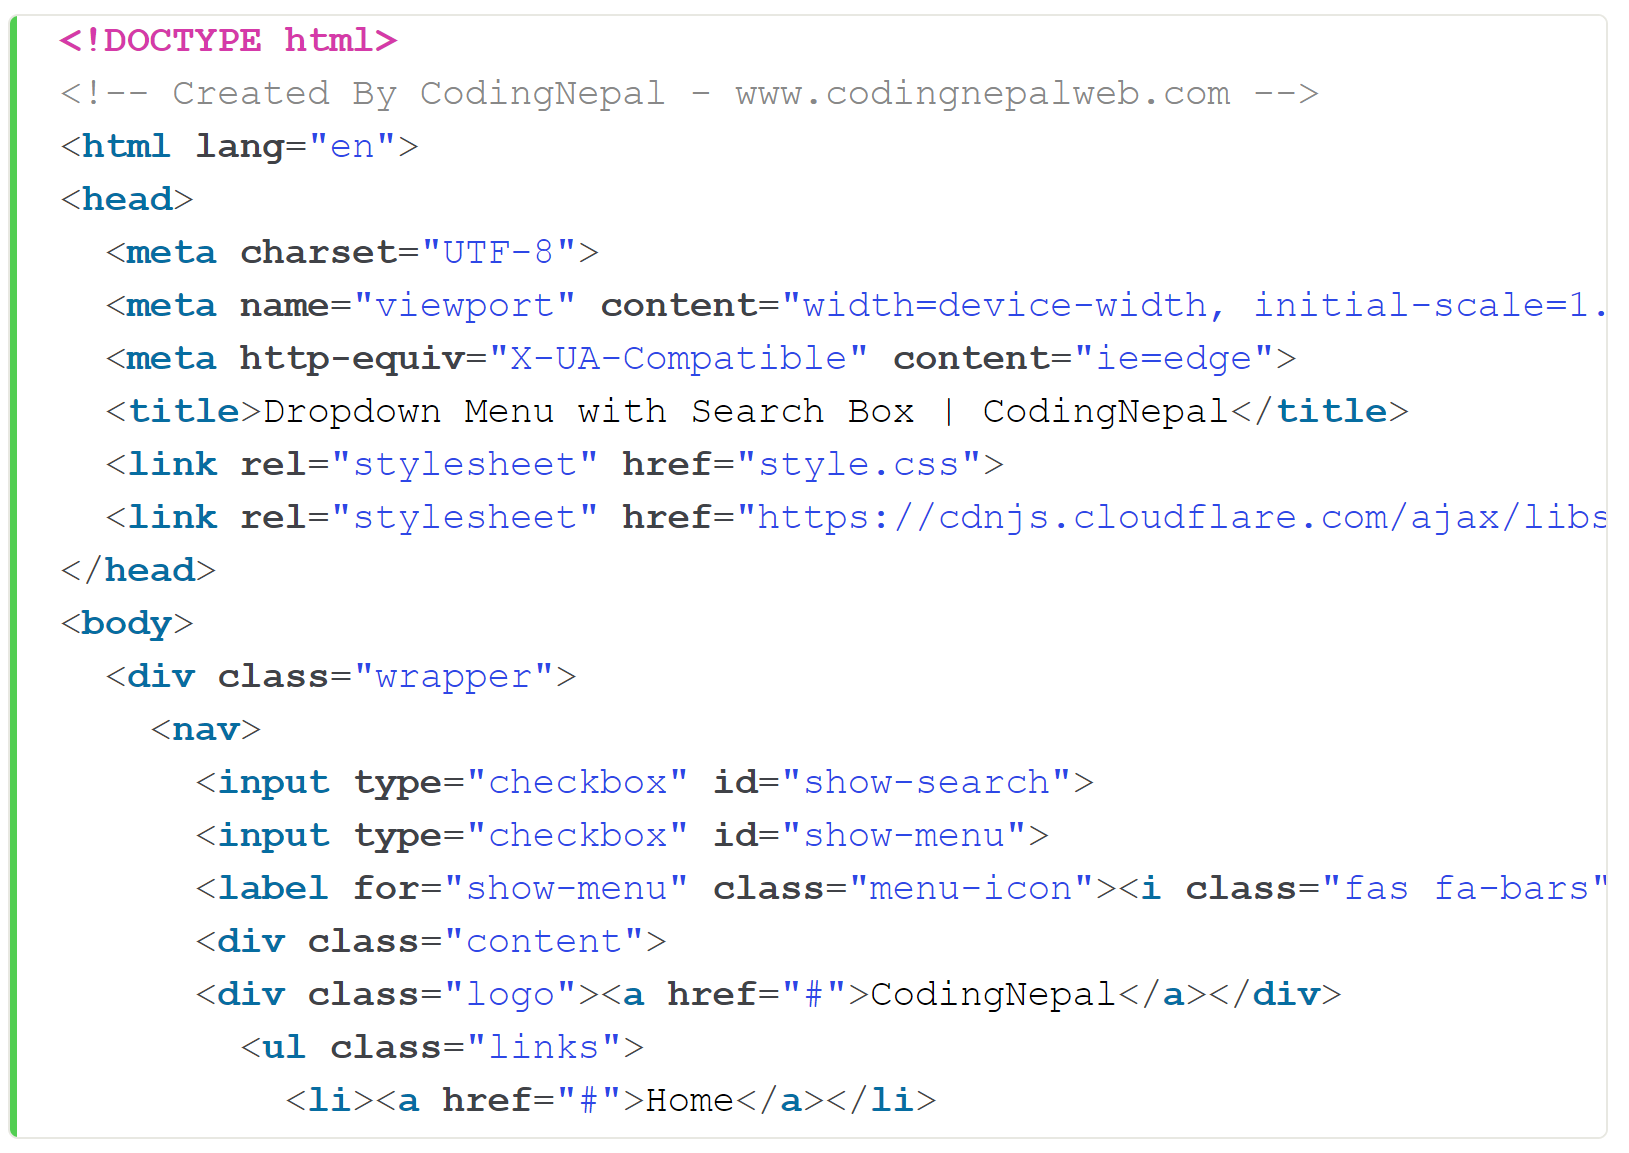 <!DOCTYPE html>
<!-- Created By CodingNepal - www.codingnepalweb.com -->
<html lang="en">
<head>
  <meta charset="UTF-8">
  <meta name="viewport" content="width=device-width, initial-scale=1.
  <meta http-equiv="X-UA-Compatible" content="ie=edge">
  <title>Dropdown Menu with Search Box | CodingNepal</title>
  <link rel="stylesheet" href="style.css">
  <link rel="stylesheet" href="https://cdnjs.cloudflare.com/ajax/libs
</head>
<body>
  <div class="wrapper">
    <nav>
      <input type="checkbox" id="show-search">
      <input type="checkbox" id="show-menu">
      <label for="show-menu" class="menu-icon"><i class="fas fa-bars"
      <div class="content">
      <div class="logo"><a href="#">CodingNepal</a></div>
        <ul class="links">
          <li><a href="#">Home</a></li>